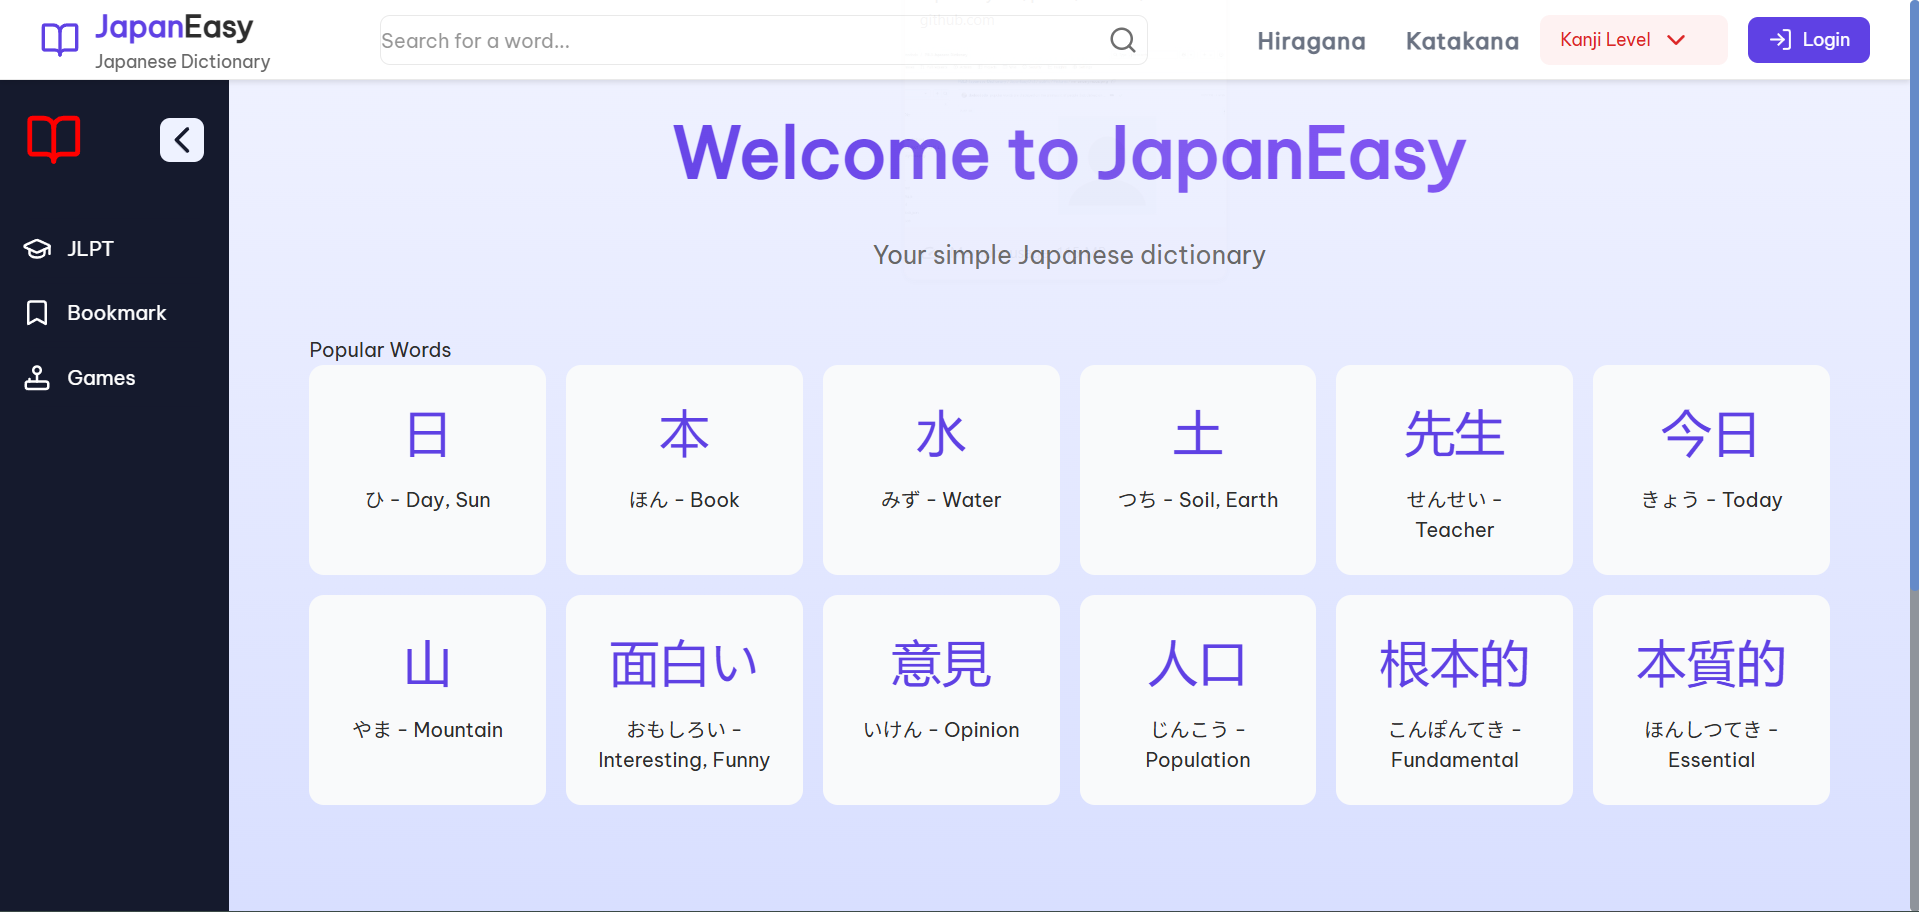 JapanEasy
Japanese Dictionary
Search for a word...
Hiragana
Katakana
Kanji Level
Login
JLPT
Bookmark
Games
Welcome to JapanEasy
Your simple Japanese dictionary
Popular Words
日
ひ - Day, Sun
本
ほん - Book
水
みず - Water
土
つち - Soil, Earth
先生
せんせい -
Teacher
今日
きょう - Today
山
やま - Mountain
面白い
おもしろい -
Interesting, Funny
意見
いけん - Opinion
人口
じんこう -
Population
根本的
こんぽんてき -
Fundamental
本質的
ほんしつてき -
Essential